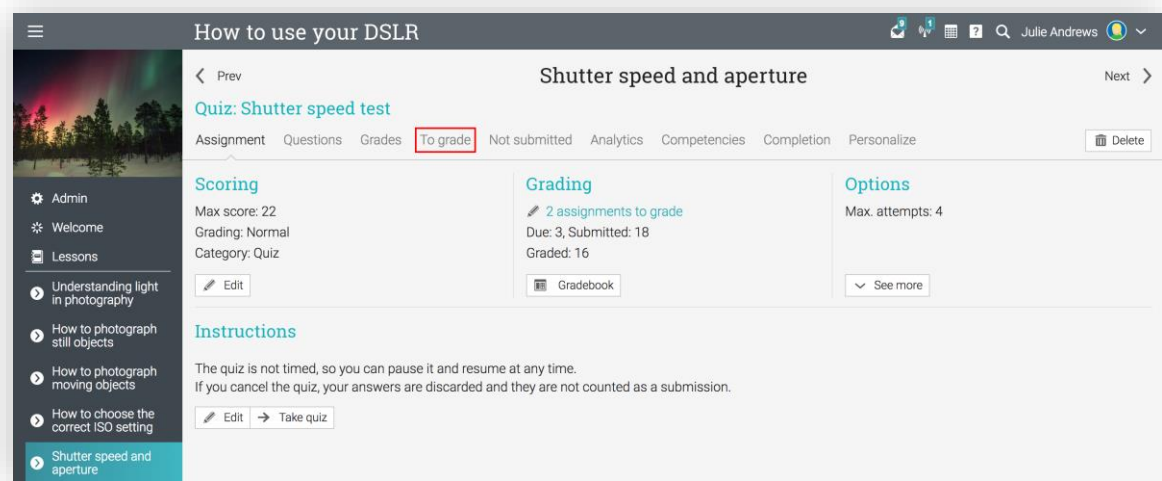 How to use your DSLR
9
1
?
Julie Andrews
Prev
Shutter speed and aperture
Next
Quiz: Shutter speed test
Assignment Questions Grades To grade Not submitted Analytics Competencies Completion Personalize
Delete
Admin
Welcome
Lessons
Understanding light
in photography
How to photograph
still objects
How to photograph
moving objects
How to choose the
correct ISO setting
Shutter speed and
aperture
Scoring
Max score: 22
Grading: Normal
Category: Quiz
Edit
Grading
2 assignments to grade
Due: 3, Submitted: 18
Graded: 16
Gradebook
Options
Max. attempts: 4
See more
Instructions
The quiz is not timed, so you can pause it and resume at any time.
If you cancel the quiz, your answers are discarded and they are not counted as a submission.
Edit Take quiz